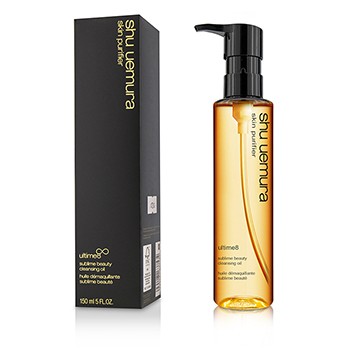 shu uemura
skin purifier
ultime8
sublime beauty
cleansing oil
huile démaquillante
sublime beauté
150 ml 5 FL.OZ.
shu uemura
skin purifier
ultime8
sublime beauty
cleansing oil
huile démaquillante
sublime beauté